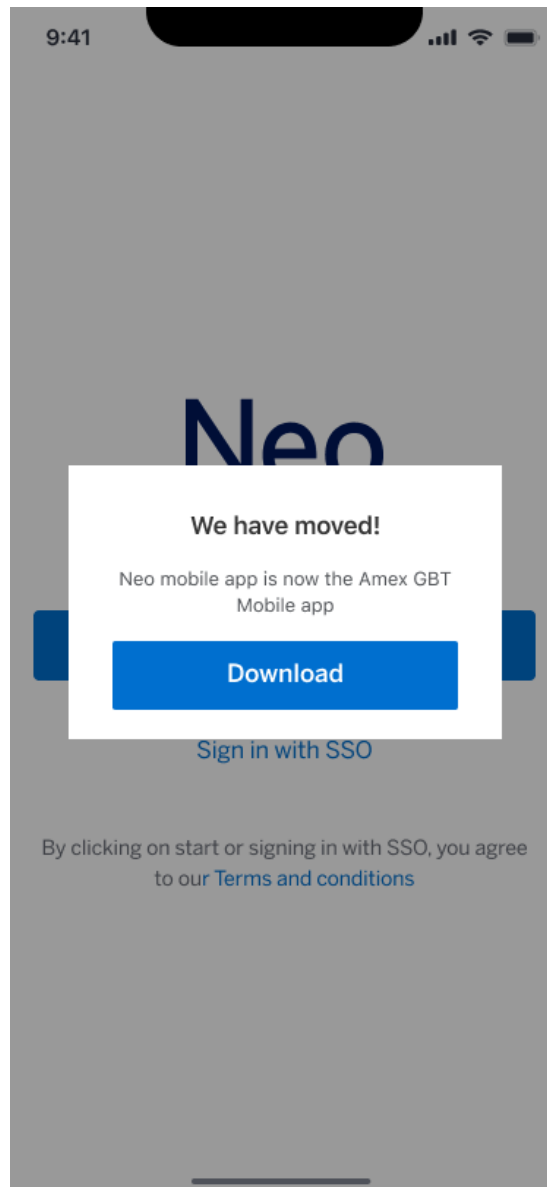 9:41
Neo
We have moved!
Neo mobile app is now the Amex GBT
Mobile app
Download
Sign in with SSO
By clicking on start or signing in with SSO, you agree
to our Terms and conditions